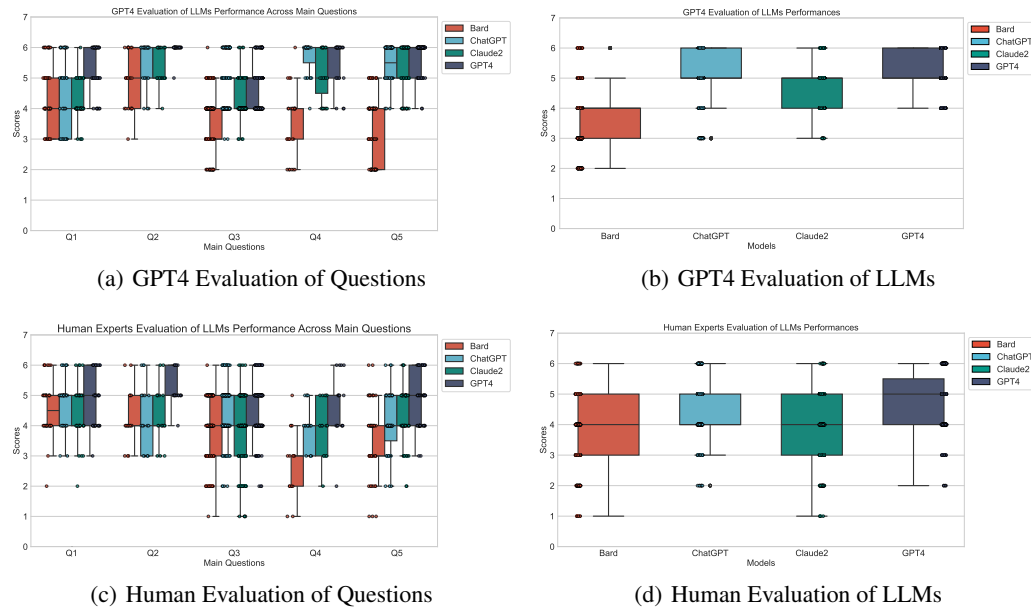 GPT4 Evaluation of LLMs Performance Across Main Questions
7
6
5
4
3
2
1
0
Scores
Q1 Q2 Q3 Q4 Q5
Main Questions
Bard
ChatGPT
Claude2
GPT4
(a) GPT4 Evaluation of Questions
GPT4 Evaluation of LLMs Performances
7
6
5
4
3
2
1
0
Scores
Bard ChatGPT Claude2 GPT4
Models
Bard
ChatGPT
Claude2
GPT4
(b) GPT4 Evaluation of LLMs
Human Experts Evaluation of LLMs Performance Across Main Questions
7
6
5
4
3
2
1
0
Scores
Q1 Q2 Q3 Q4 Q5
Main Questions
Bard
ChatGPT
Claude2
GPT4
(c) Human Evaluation of Questions
Human Experts Evaluation of LLMs Performances
7
6
5
4
3
2
1
0
Scores
Bard ChatGPT Claude2 GPT4
Models
Bard
ChatGPT
Claude2
GPT4
(d) Human Evaluation of LLMs